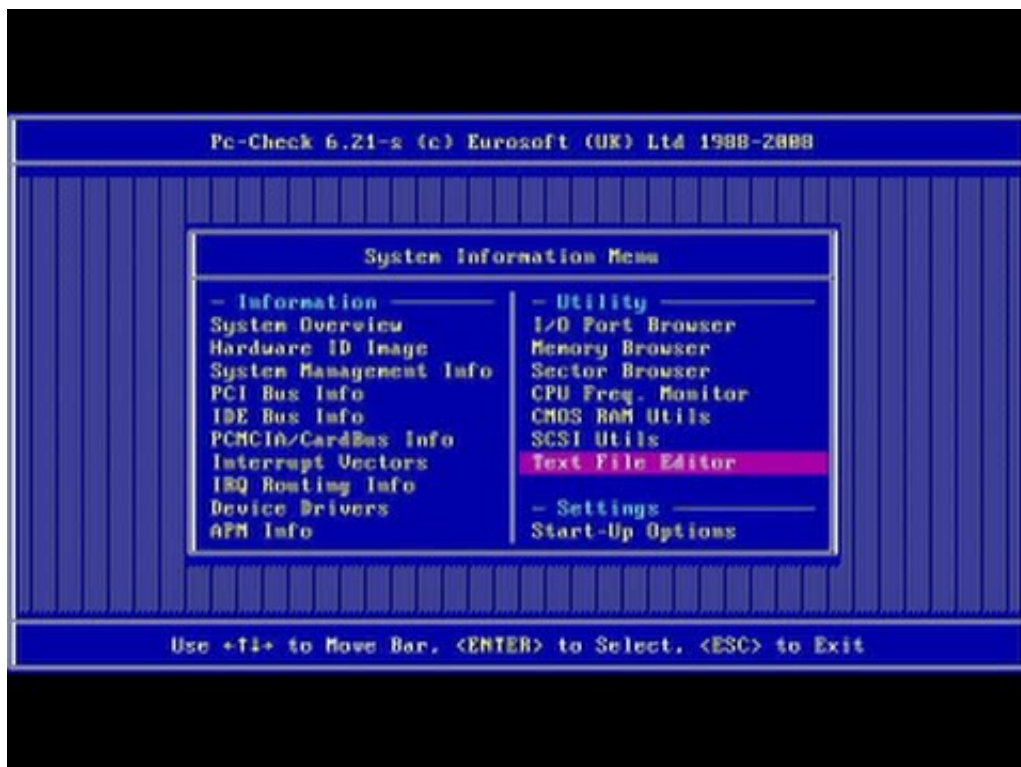 Pc-Check 6.21-s (c) Eurosoft (UK) Ltd 1988-2008
System Information Menu
- Information
System Overview
Hardware ID Image
System Management Info
PCI Bus Info
IDE Bus Info
PCMCIA/CardBus Info
Interrupt Vectors
IRQ Routing Info
Device Drivers
APM Info
- Utility
I/O Port Browser
Memory Browser
Sector Browser
CPU Freq. Monitor
CMOS RAM Utils
SCSI Utils
Text File Editor
- Settings
Start-Up Options
Use ←↑↓→ to Move Bar, <ENTER> to Select, <ESC> to Exit